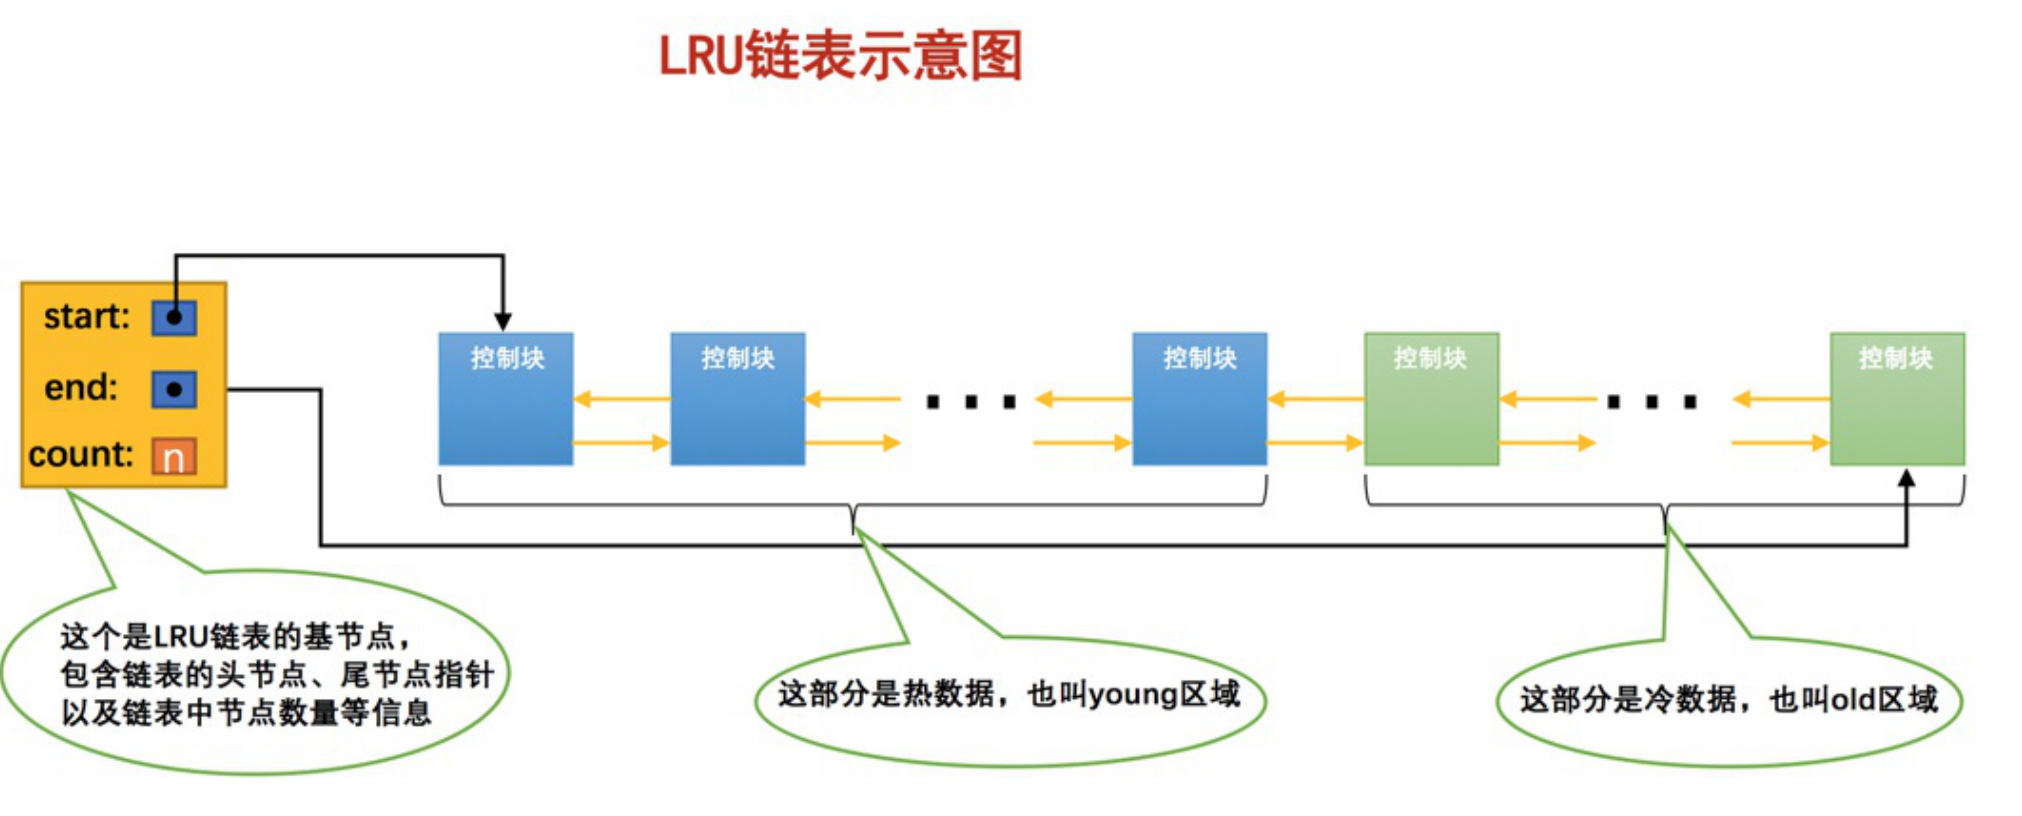 LRU链表示意图
start:
end:
count: n
控制块
控制块
控制块
控制块
控制块
这个是LRU链表的基节点，
包含链表的头节点、尾节点指针
以及链表中节点数量等信息
这部分是热数据，也叫young区域
这部分是冷数据，也叫old区域